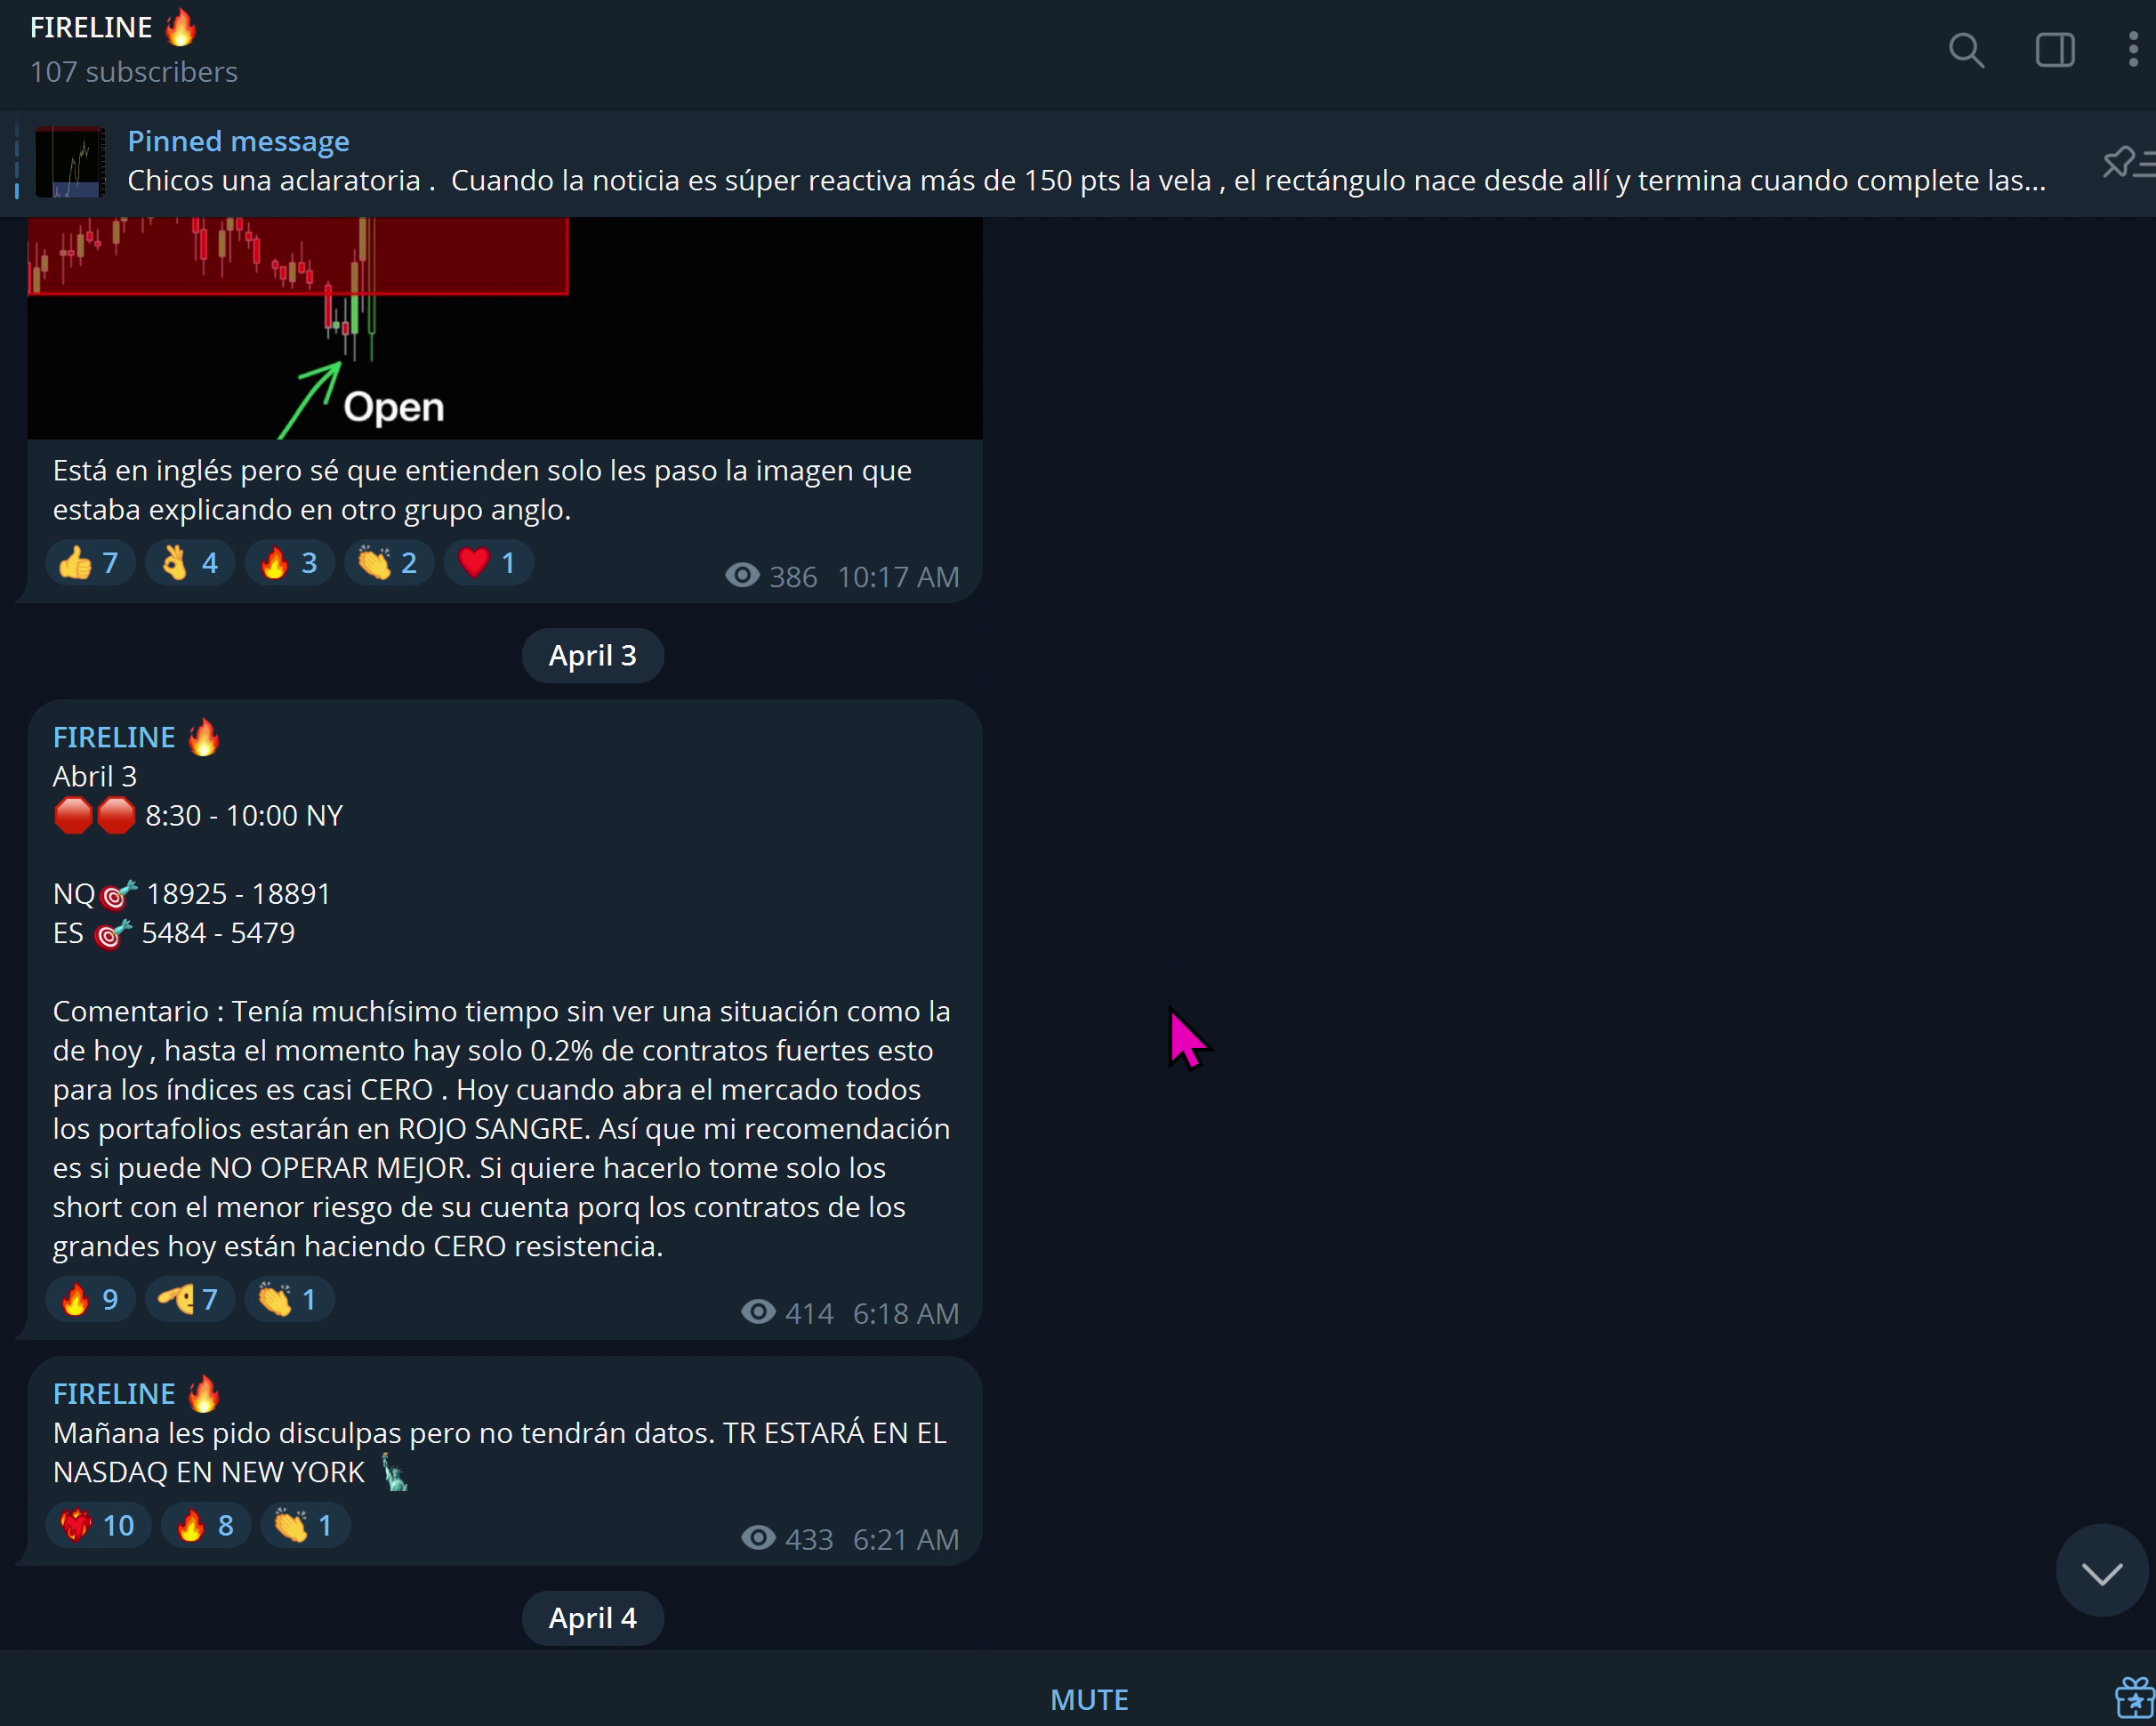 FIRELINE 🔥
107 subscribers
Pinned message
Chicos una aclaratoria . Cuando la noticia es súper reactiva más de 150 pts la vela , el rectángulo nace desde allí y termina cuando complete las...
Open
Está en inglés pero sé que entienden solo les paso la imagen que
estaba explicando en otro grupo anglo.
👍 7 👌 4 🔥 3 👏 2 ❤️ 1
386 10:17 AM
April 3
FIRELINE 🔥
Abril 3
🛑🛑 8:30 - 10:00 NY
NQ🎯 18925 - 18891
ES 🎯 5484 - 5479
Comentario : Tenía muchísimo tiempo sin ver una situación como la
de hoy , hasta el momento hay solo 0.2% de contratos fuertes esto
para los índices es casi CERO . Hoy cuando abra el mercado todos
los portafolios estarán en ROJO SANGRE. Así que mi recomendación
es si puede NO OPERAR MEJOR. Si quiere hacerlo tome solo los
short con el menor riesgo de su cuenta porq los contratos de los
grandes hoy están haciendo CERO resistencia.
🔥 9 🫡 7 👏 1
414 6:18 AM
FIRELINE 🔥
Mañana les pido disculpas pero no tendrán datos. TR ESTARÁ EN EL
NASDAQ EN NEW YORK 🗽
❤️‍🔥 10 🔥 8 👏 1
433 6:21 AM
April 4
MUTE